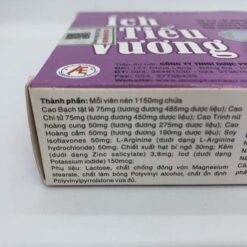 Ích
Tiểu
Vương
Thành phần: Mỗi viên nén 1150mg chứa
Cao Bạch tật lê 75mg (tương đương 485mg dược liệu); Cao
Chi tử 75mg (tương đương 450mg dược liệu); Cao Trinh nữ
hoàng cung 50mg (tương đương 275mg dược liệu); Cao
Hoàng cầm 50mg (tương đương 180mg dược liệu); Soy
Isoflavones 50mg; L-Arginine (dưới dạng L-Arginine
hydrochloride) 50mg; Chiết xuất hạt bí ngô 30mg; Kẽm
(dưới dạng Zinc salicylate) 3,8mg; Iod (dưới dạng
Potassium iodide) 150mcg;
Phụ liệu: Lactose, chất chống đông vón Magnesium
Stearate, chất làm bóng Polyvinyl alcohol, chất ổn định
Polyvinylpyrrolidone vừa đủ.